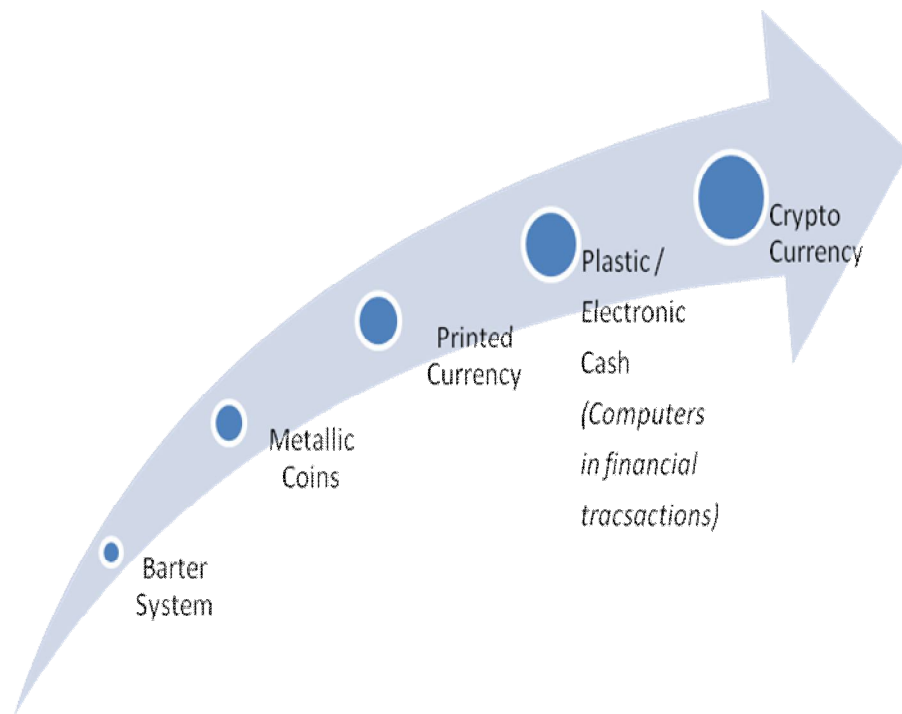 Barter
System
Metallic
Coins
Printed
Currency
Plastic /
Electronic
Cash
(Computers
in financial
tracsactions)
Crypto
Currency